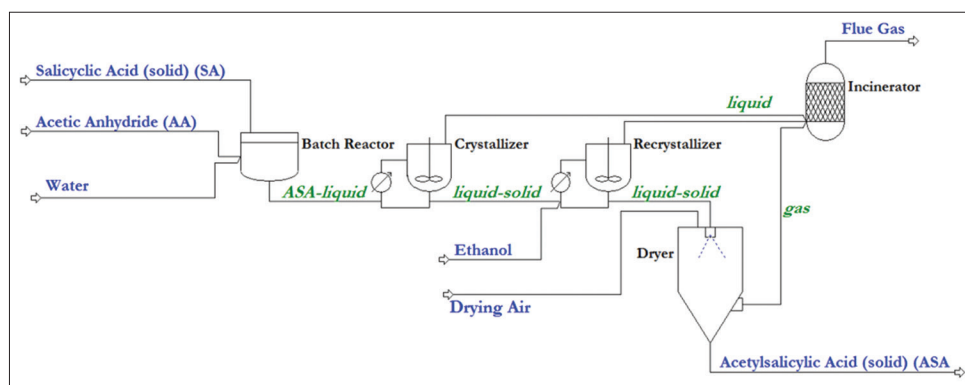 Flue Gas
Salicyclic Acid (solid) (SA)
liquid
Incinerator
Acetic Anhydride (AA)
Batch Reactor
Crystallizer
Recrystallizer
Water
ASA-liquid
liquid-solid
liquid-solid
gas
Ethanol
Dryer
Drying Air
Acetylsalicylic Acid (solid) (ASA